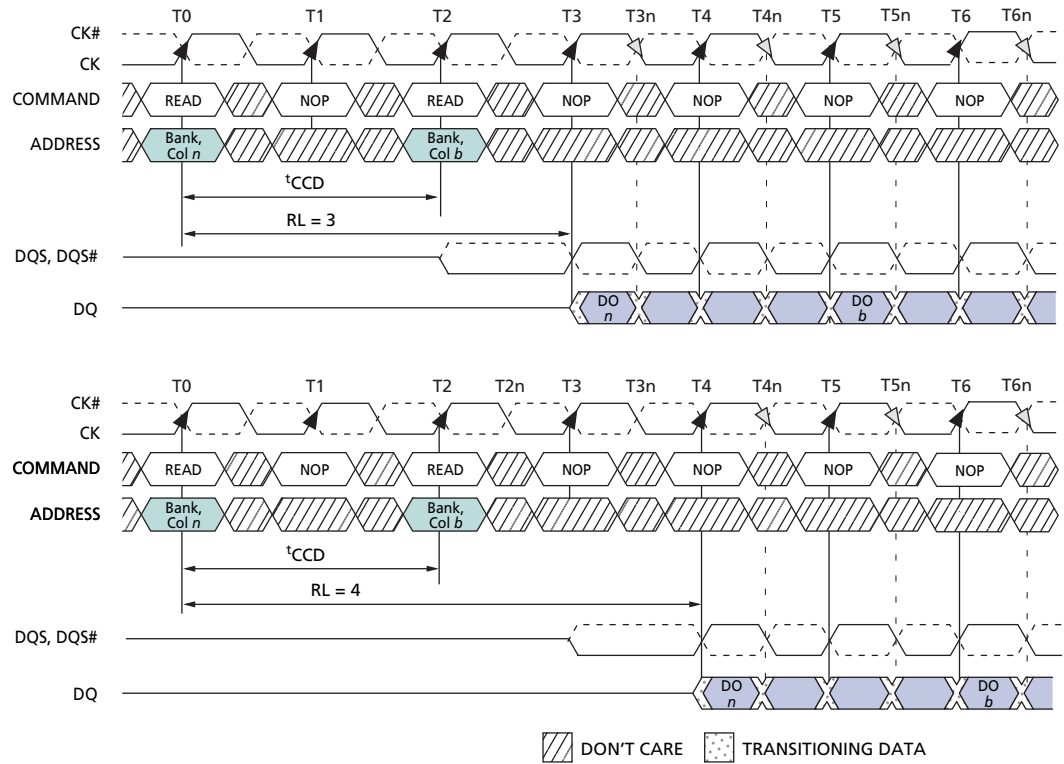 T0 T1 T2 T3 T3n T4 T4n T5 T5n T6 T6n
CK#
CK
COMMAND READ NOP READ NOP NOP NOP NOP
ADDRESS Bank, Col n Bank, Col b
tCCD
RL = 3
DQS, DQS#
DQ DO n DO b
T0 T1 T2 T2n T3 T3n T4 T4n T5 T5n T6 T6n
CK#
CK
COMMAND READ NOP READ NOP NOP NOP NOP
ADDRESS Bank, Col n Bank, Col b
tCCD
RL = 4
DQS, DQS#
DQ DO n DO b
DON'T CARE TRANSITIONING DATA